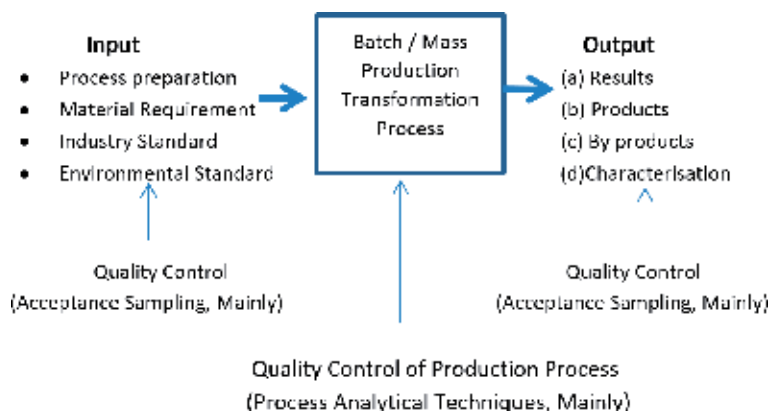 Input
• Process preparation
• Material Requirement
• Industry Standard
• Environmental Standard
Batch / Mass
Production
Transformation
Process
Output
(a) Results
(b) Products
(c) By products
(d)Characterisation
Quality Control
(Acceptance Sampling, Mainly)
Quality Control
(Acceptance Sampling, Mainly)
Quality Control of Production Process
(Process Analytical Techniques, Mainly)